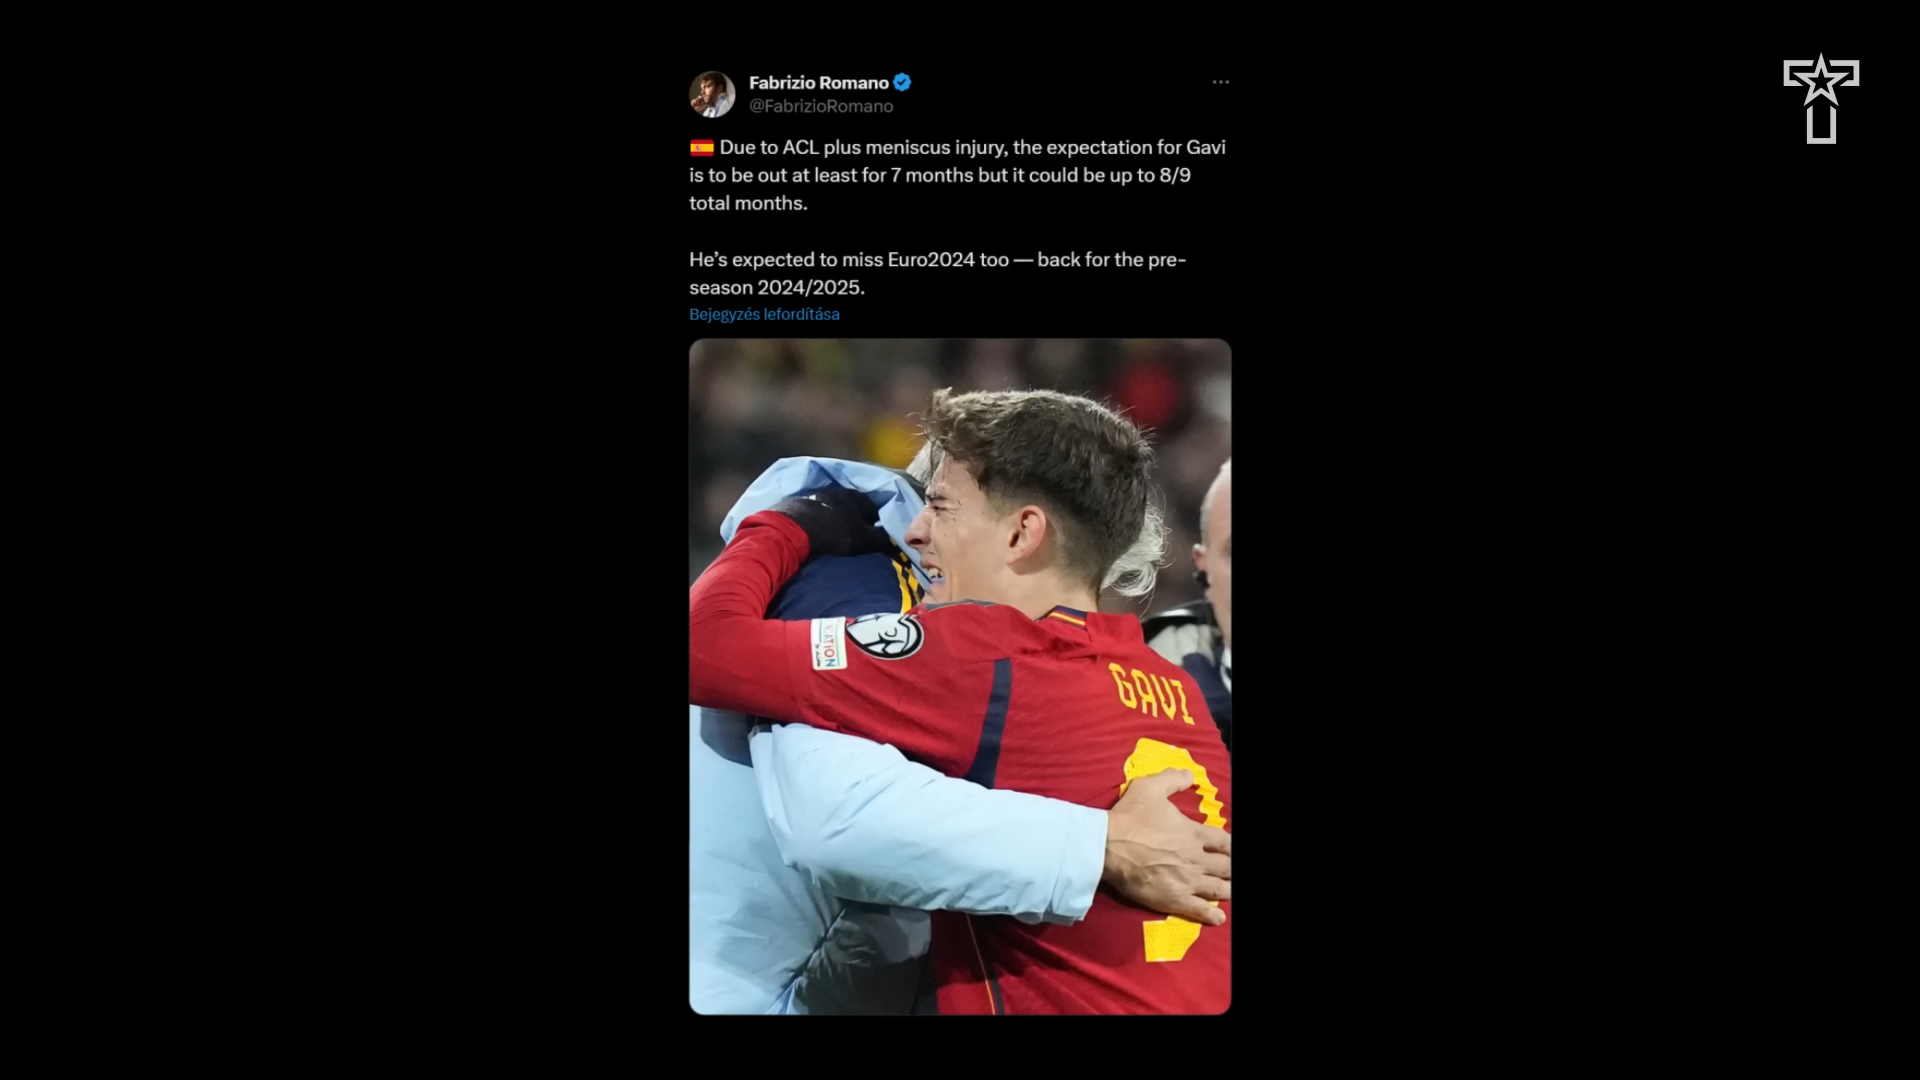 Fabrizio Romano
@FabrizioRomano
Due to ACL plus meniscus injury, the expectation for Gavi
is to be out at least for 7 months but it could be up to 8/9
total months.
He’s expected to miss Euro2024 too — back for the pre-
season 2024/2025.
Bejegyzés lefordítása
GAVI
9